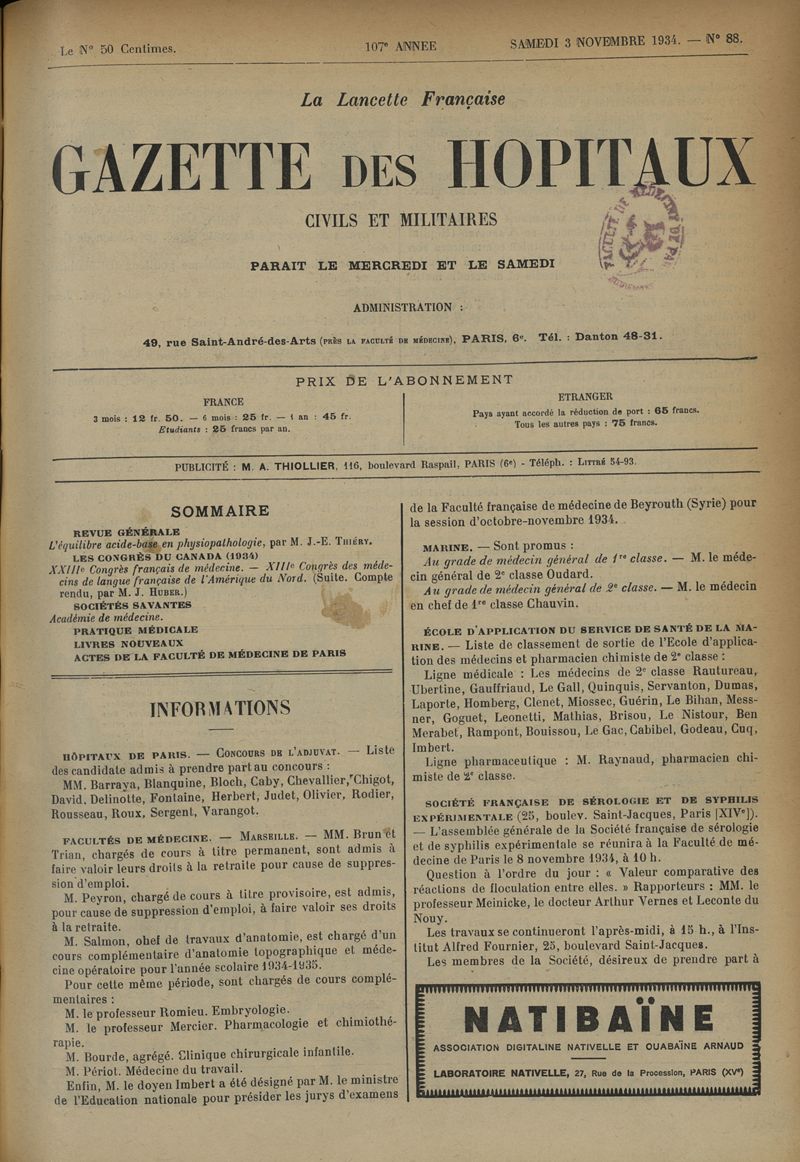 Le N° 50 Centimes.
107e ANNEE
SAMEDI 3 NOVEMBRE 1934. — N° 88.
La Lancette Française
GAZETTE DES HOPITAUX
CIVILS ET MILITAIRES
PARAIT LE MERCREDI ET LE SAMEDI
ADMINISTRATION :
49, rue Saint-André-des-Arts (PRÈS LA FACULTÉ DE MÉDECINE), PARIS, 6e. Tél. : Danton 48-31.
PRIX DE L'ABONNEMENT
FRANCE
3 mois : 12 fr. 50. — 6 mois : 25 fr. — 1 an : 45 fr.
Etudiants : 25 francs par an.
ETRANGER
Pays ayant accordé la réduction de port : 65 francs.
Tous les autres pays : 75 francs.
PUBLICITÉ : M. A. THIOLLIER, 116, boulevard Raspail, PARIS (6e) - Téléph. : LITTRÉ 54-93.
SOMMAIRE
REVUE GÉNÉRALE
L'équilibre acide-base en physiopathologie, par M. J.-E. THIÉRY.
LES CONGRÈS DU CANADA (1934)
XXIIIe Congrès français de médecine. — XIIIe Congrès des méde-
cins de langue française de l'Amérique du Nord. (Suite. Compte
rendu, par M. J. HUBER.)
SOCIÉTÉS SAVANTES
Académie de médecine.
PRATIQUE MÉDICALE
LIVRES NOUVEAUX
ACTES DE LA FACULTÉ DE MÉDECINE DE PARIS
INFORMATIONS
HÔPITAUX DE PARIS. — CONCOURS DE L'ADJUVAT. — Liste
des candidats admis à prendre part au concours :
MM. Barraya, Blanquine, Bloch, Caby, Chevallier, Chigot,
David, Delinotte, Fontaine, Herbert, Judet, Olivier, Rodier,
Rousseau, Roux, Sergent, Varangot.
FACULTÉS DE MÉDECINE. — MARSEILLE. — MM. Brun et
Trian, chargés de cours à titre permanent, sont admis à
faire valoir leurs droits à la retraite pour cause de suppres-
sion d'emploi.
M. Peyron, chargé de cours à titre provisoire, est admis,
pour cause de suppression d'emploi, à faire valoir ses droits
à la retraite.
M. Salmon, chef de travaux d'anatomie, est chargé d'un
cours complémentaire d'anatomie topographique et méde-
cine opératoire pour l'année scolaire 1934-1935.
Pour cette même période, sont chargés de cours complé-
mentaires :
M. le professeur Romieu. Embryologie.
M. le professeur Mercier. Pharmacologie et chimiothé-
rapie.
M. Bourde, agrégé. Clinique chirurgicale infantile.
M. Périot. Médecine du travail.
Enfin, M. le doyen Imbert a été désigné par M. le ministre
de l'Education nationale pour présider les jurys d'examens
de la Faculté française de médecine de Beyrouth (Syrie) pour
la session d'octobre-novembre 1934.
MARINE. — Sont promus :
Au grade de médecin général de 1re classe. — M. le méde-
cin général de 2e classe Oudard.
Au grade de médecin général de 2e classe. — M. le médecin
en chef de 1re classe Chauvin.
ÉCOLE D'APPLICATION DU SERVICE DE SANTÉ DE LA MA-
RINE. — Liste de classement de sortie de l'Ecole d'applica-
tion des médecins et pharmacien chimiste de 2e classe :
Ligne médicale : Les médecins de 2e classe Rautureau,
Ubertine, Gauffriaud, Le Gall, Quinquis, Servanton, Dumas,
Laporte, Homberg, Clenet, Miossec, Guérin, Le Bihan, Mess-
ner, Goguet, Leonetti, Mathias, Brisou, Le Nistour, Ben
Merabet, Rampont, Bouissou, Le Gac, Cabibel, Godeau, Cuq,
Imbert.
Ligne pharmaceutique : M. Raynaud, pharmacien chi-
miste de 2e classe.
SOCIÉTÉ FRANÇAISE DE SÉROLOGIE ET DE SYPHILIS
EXPÉRIMENTALE (25, boulev. Saint-Jacques, Paris [XIVe]).
— L'assemblée générale de la Société française de sérologie
et de syphilis expérimentale se réunira à la Faculté de mé-
decine de Paris le 8 novembre 1934, à 10 h.
Question à l'ordre du jour : « Valeur comparative des
réactions de floculation entre elles. » Rapporteurs : MM. le
professeur Meinicke, le docteur Arthur Vernes et Leconte du
Nouy.
Les travaux se continueront l'après-midi, à 15 h., à l'Ins-
titut Alfred Fournier, 25, boulevard Saint-Jacques.
Les membres de la Société, désireux de prendre part à
NATIBAÏNE
ASSOCIATION DIGITALINE NATIVELLE ET OUABAÏNE ARNAUD
LABORATOIRE NATIVELLE, 27, Rue de la Procession, PARIS (XVe)